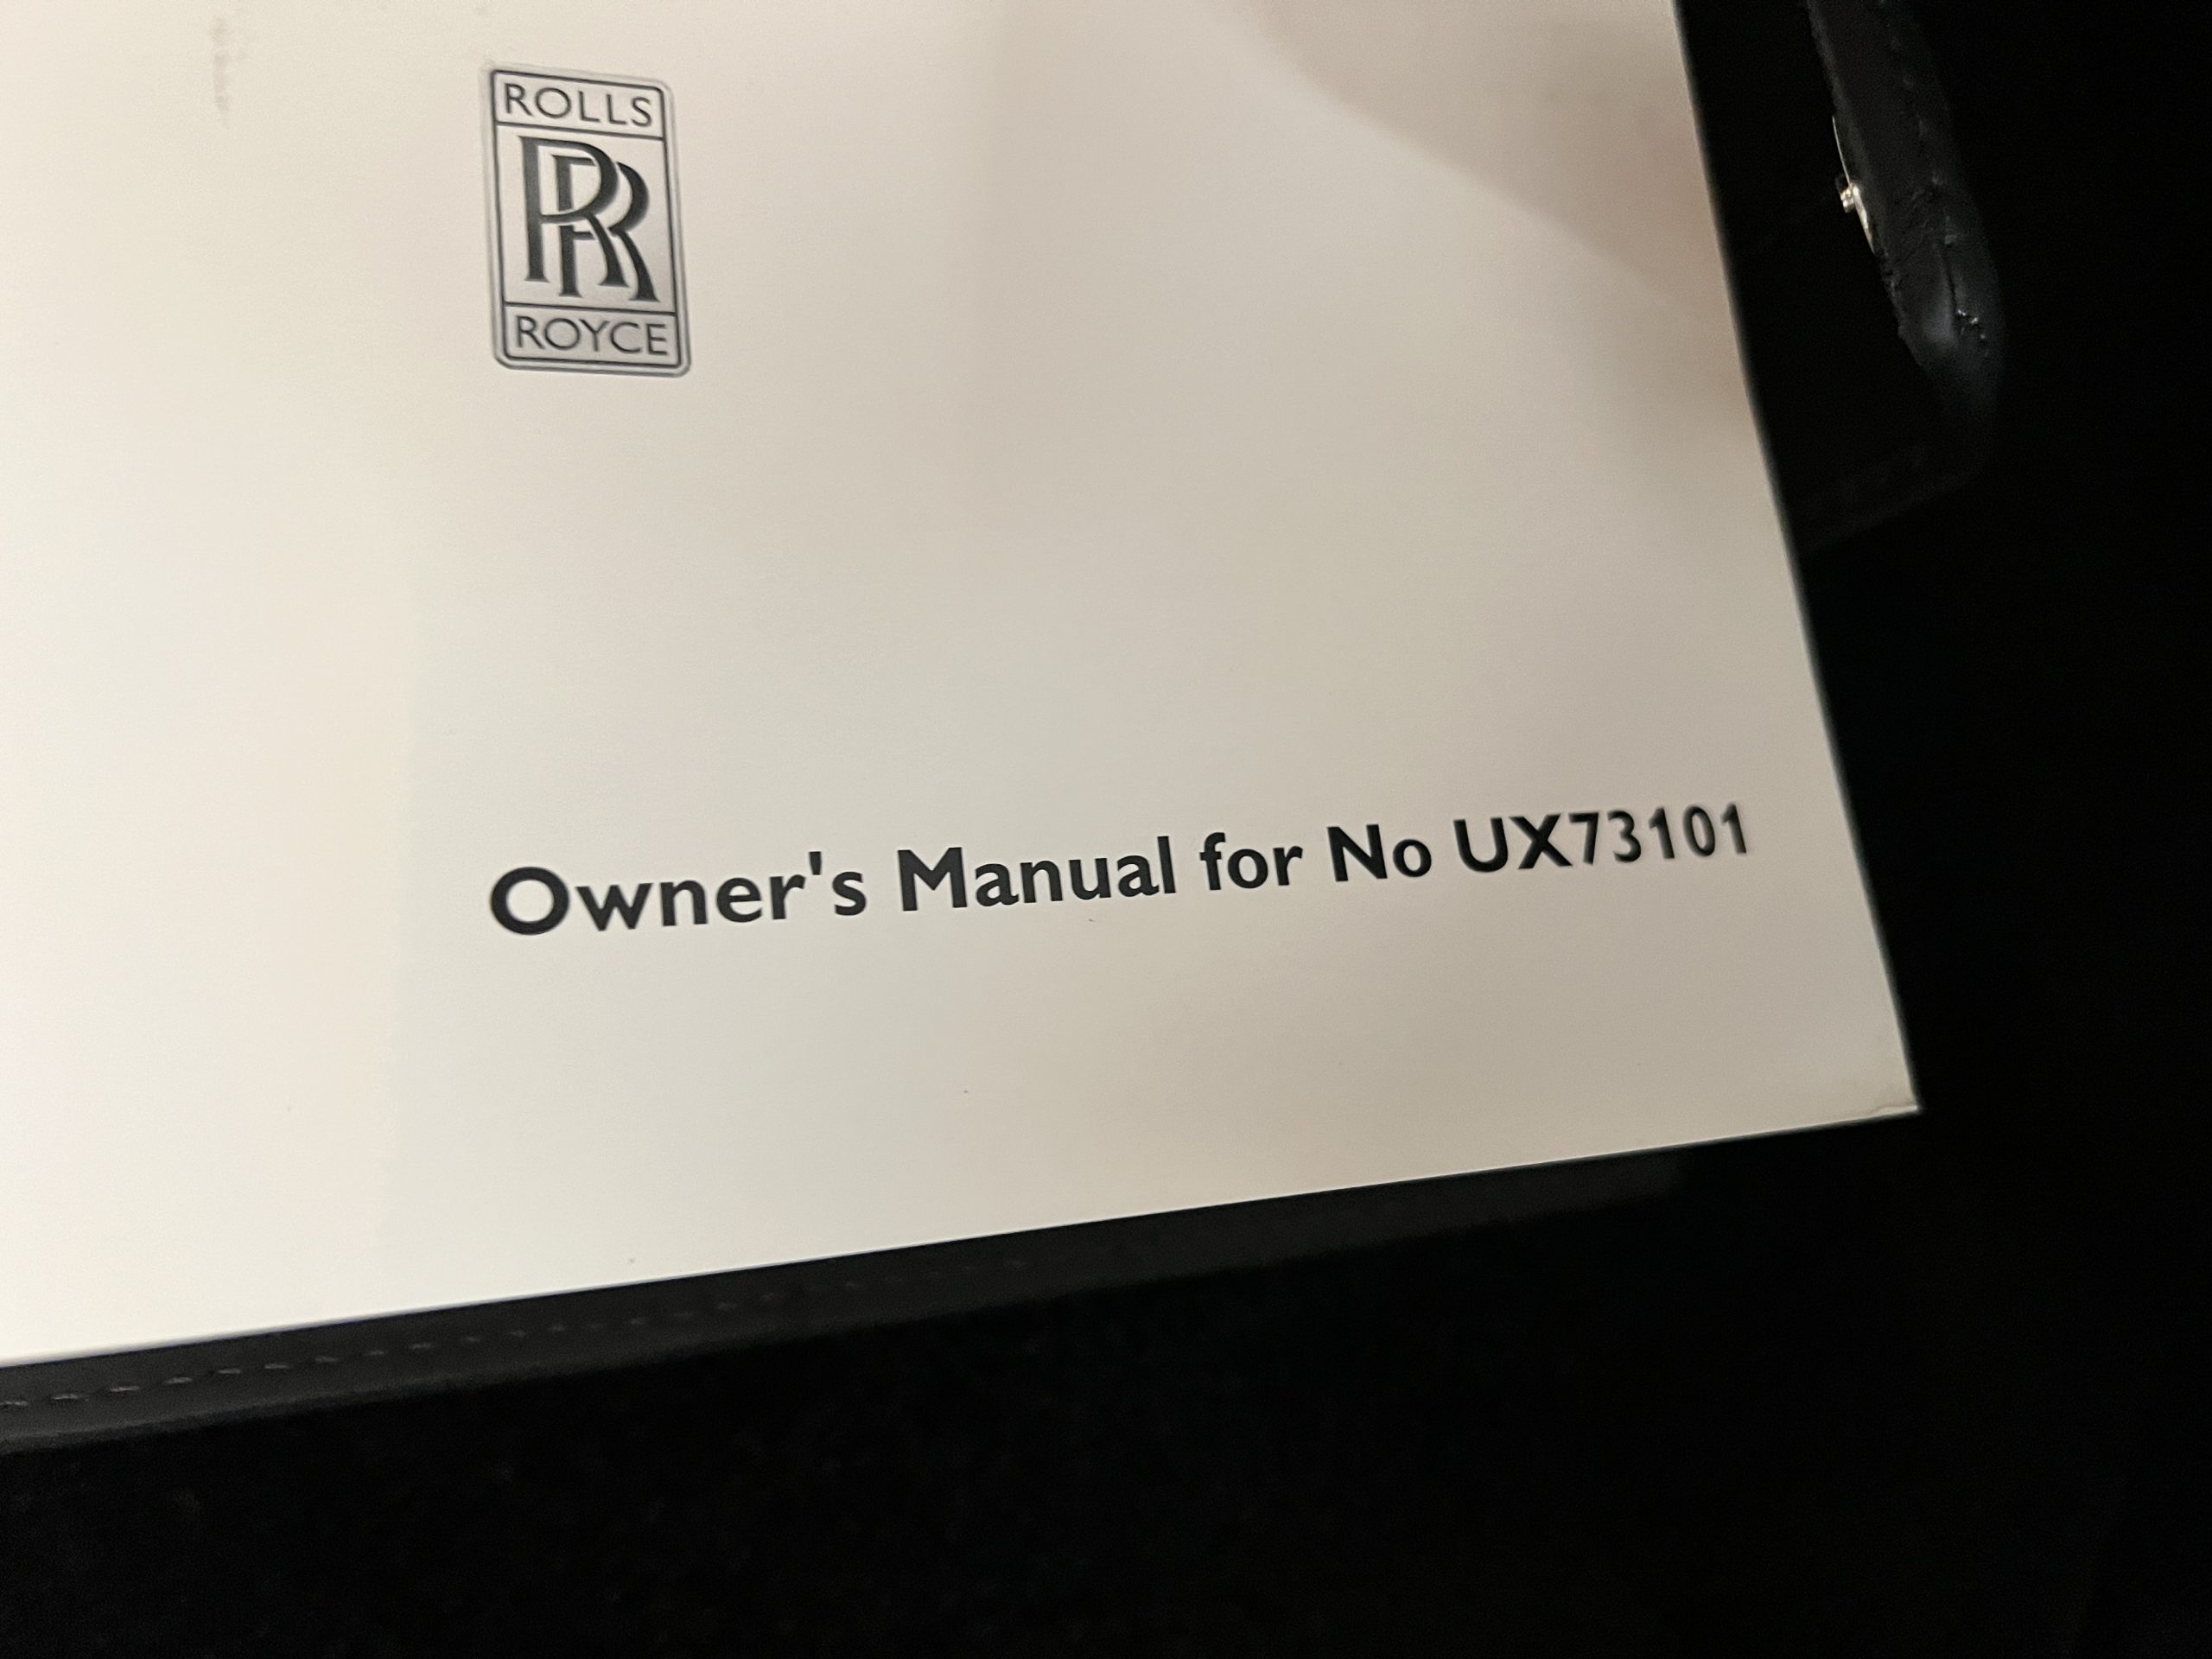 ROLLS
RR
ROYCE
Owner's Manual for No UX73101